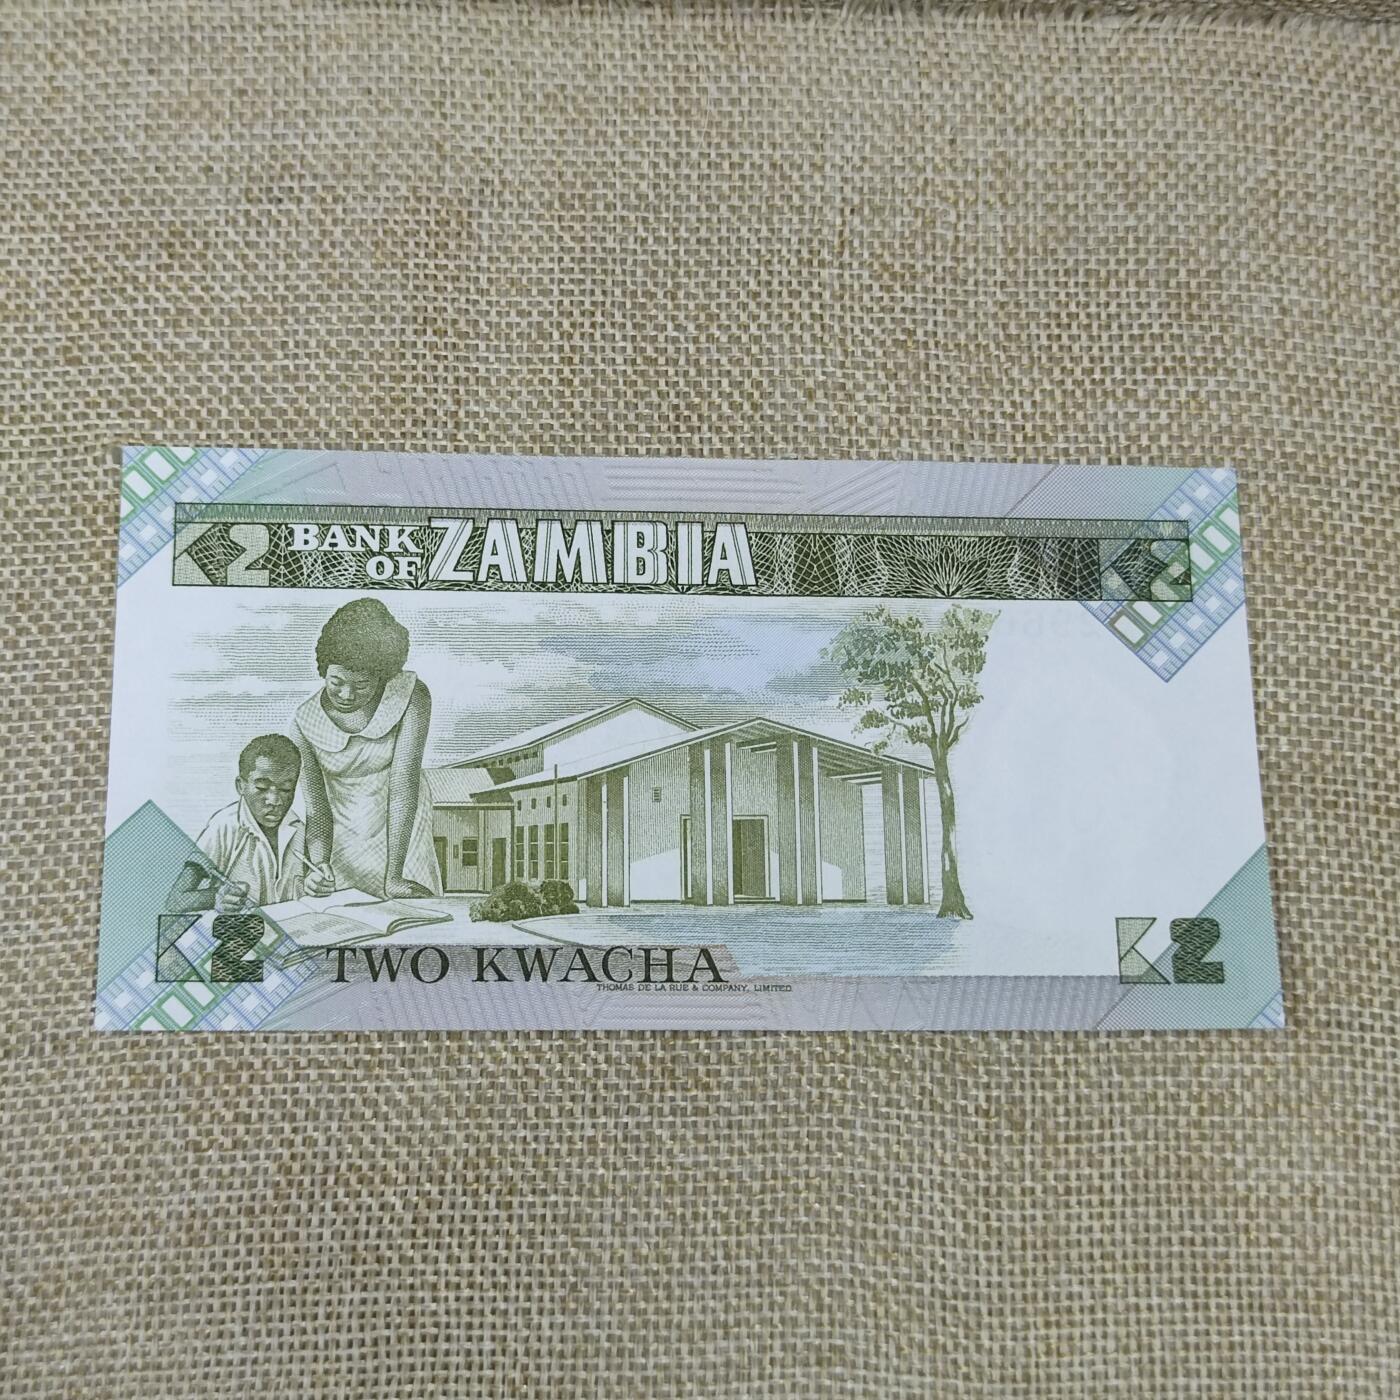 K2 BANK OF ZAMBIA K2
TWO KWACHA
THOMAS DE LA RUE & COMPANY, LIMITED.
K2
K2